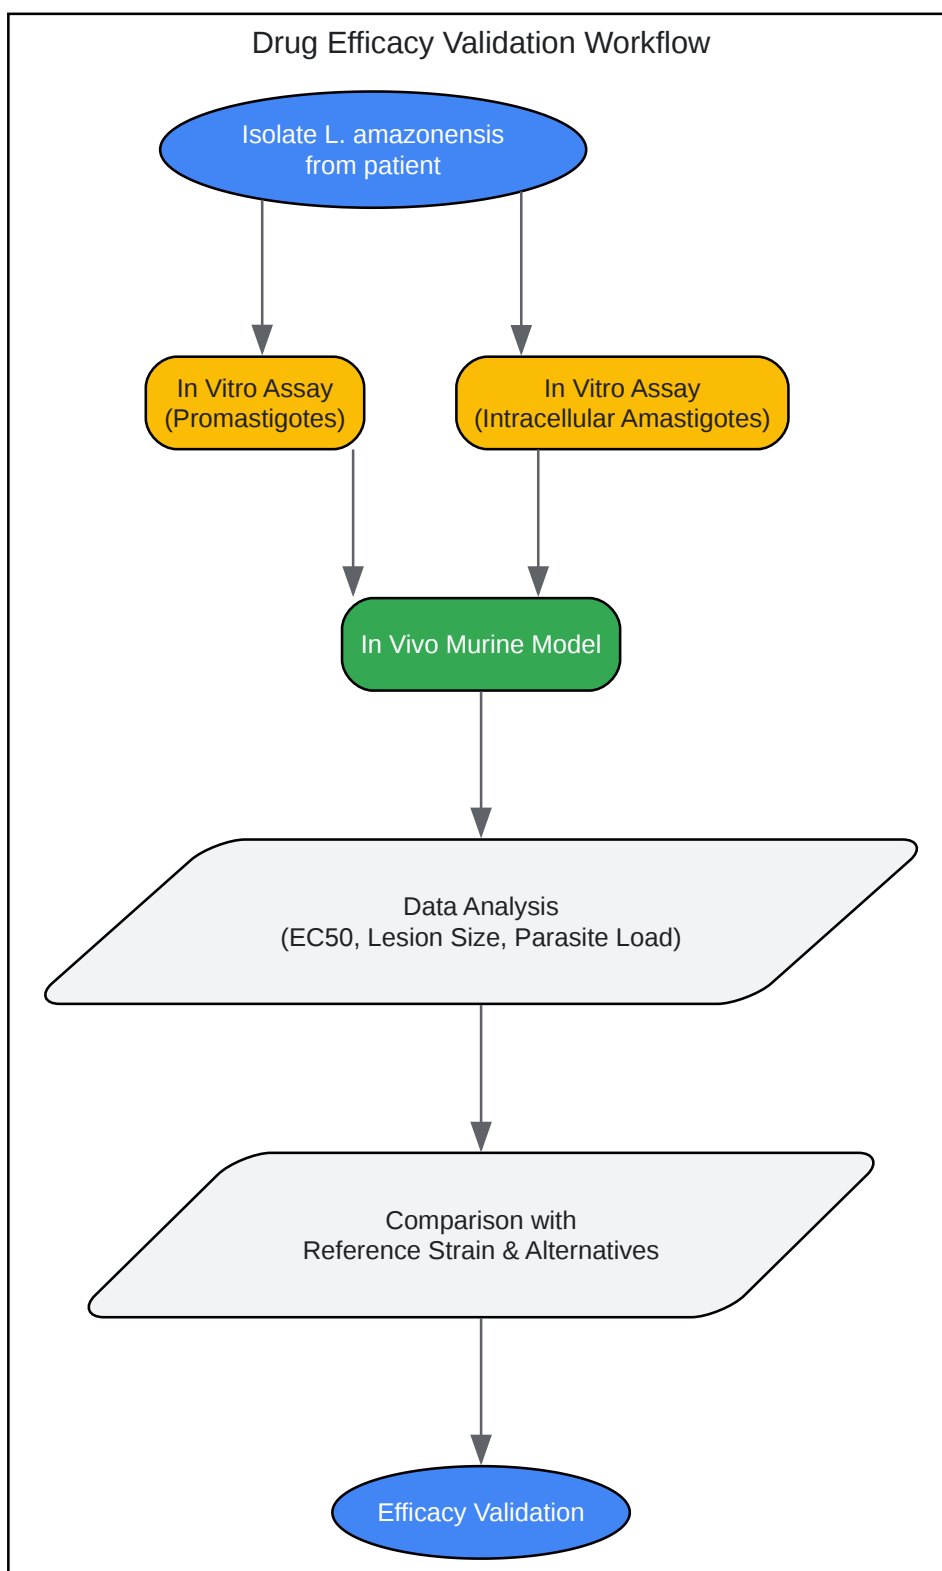 Drug Efficacy Validation Workflow
Isolate L. amazonensis
from patient
In Vitro Assay
(Promastigotes)
In Vitro Assay
(Intracellular Amastigotes)
In Vivo Murine Model
Data Analysis
(EC50, Lesion Size, Parasite Load)
Comparison with
Reference Strain & Alternatives
Efficacy Validation